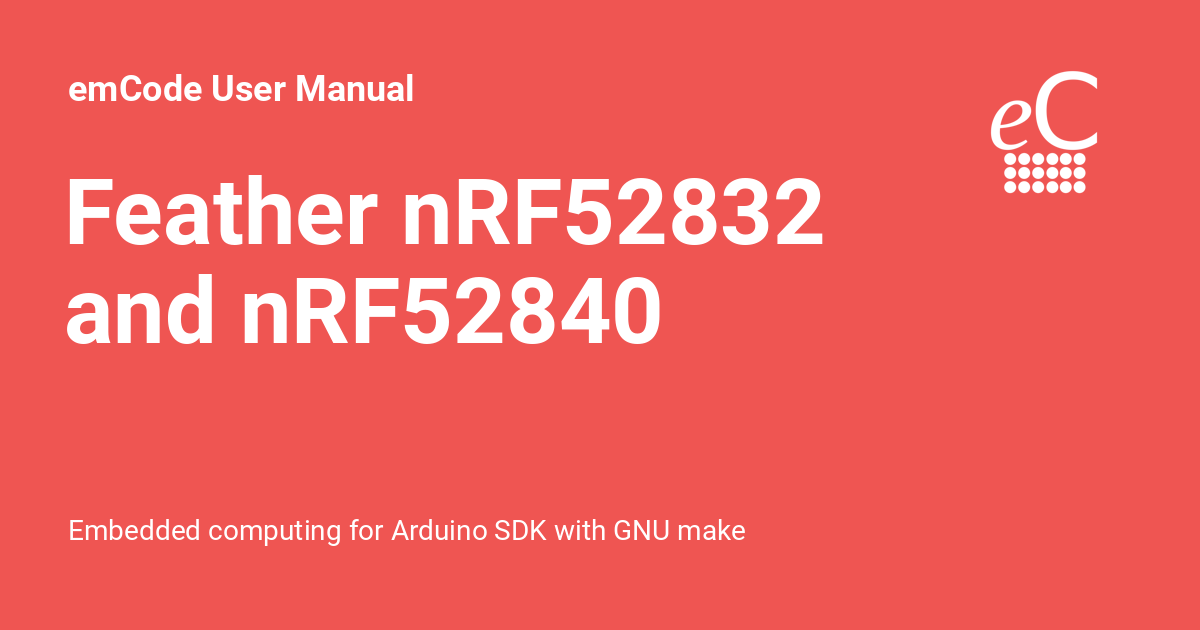 emCode User Manual
eC
Feather nRF52832
and nRF52840
Embedded computing for Arduino SDK with GNU make